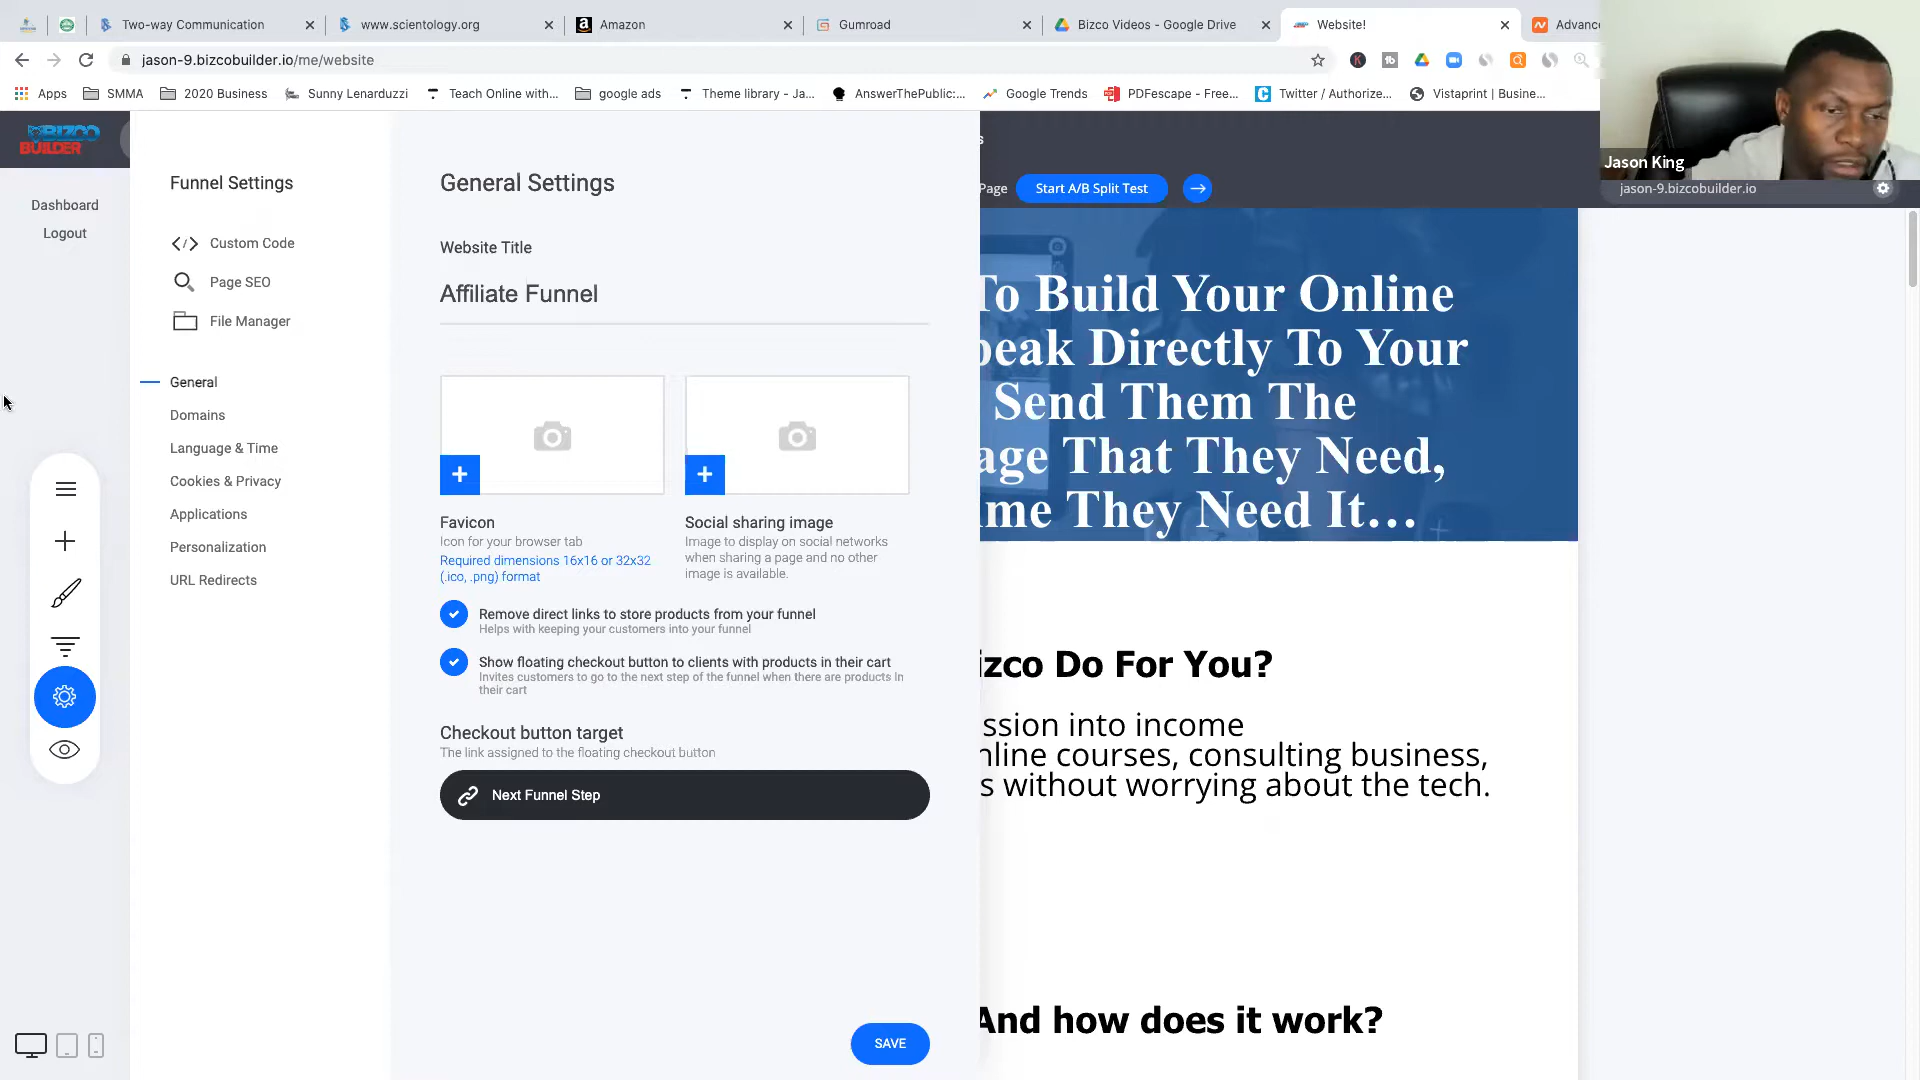 Two-way Communication
www.scientology.org
Amazon
Gumroad
Bizco Videos - Google Drive
Website!
Advanc
jason-9.bizcobuilder.io/me/website
Apps
SMMA
2020 Business
Sunny Lenarduzzi
Teach Online with...
google ads
Theme library - Ja...
AnswerThePublic:...
Google Trends
PDFescape - Free...
Twitter / Authorize...
Vistaprint | Busine...
BIZCO
BUILDER
Dashboard
Logout
Funnel Settings
Custom Code
Page SEO
File Manager
General
Domains
Language & Time
Cookies & Privacy
Applications
Personalization
URL Redirects
General Settings
Website Title
Affiliate Funnel
Favicon
Icon for your browser tab
Required dimensions 16x16 or 32x32
(.ico, .png) format
Social sharing image
Image to display on social networks
when sharing a page and no other
image is available.
Remove direct links to store products from your funnel
Helps with keeping your customers into your funnel
Show floating checkout button to clients with products in their cart
Invites customers to go to the next step of the funnel when there are products in
their cart
Checkout button target
The link assigned to the floating checkout button
Next Funnel Step
SAVE
s
Page
Start A/B Split Test
Jason King
jason-9.bizcobuilder.io
To Build Your Online
peak Directly To Your
Send Them The
age That They Need,
ime They Need It...
izco Do For You?
ssion into income
nline courses, consulting business,
s without worrying about the tech.
And how does it work?